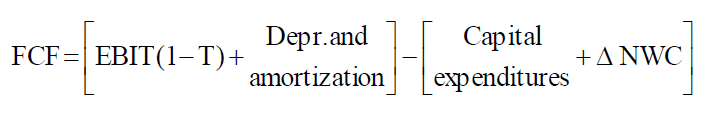 FCF=[EBIT(1−T)+ Depr.and amortization]−[Capital expenditures +Δ NWC]